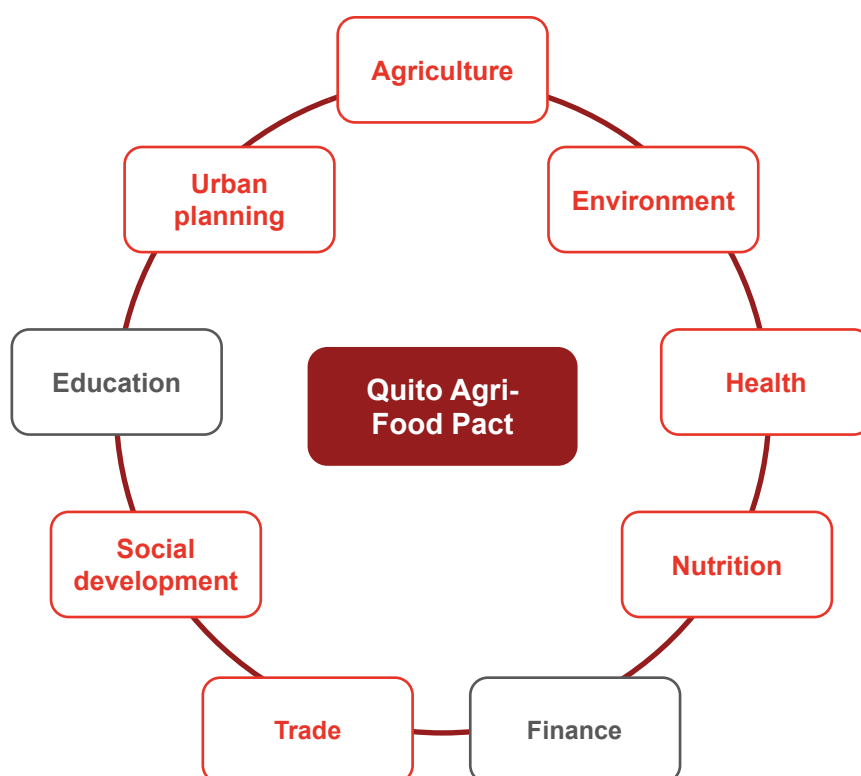 Agriculture
Urban
planning
Environment
Education
Quito Agri-
Food Pact
Health
Social
development
Nutrition
Trade
Finance